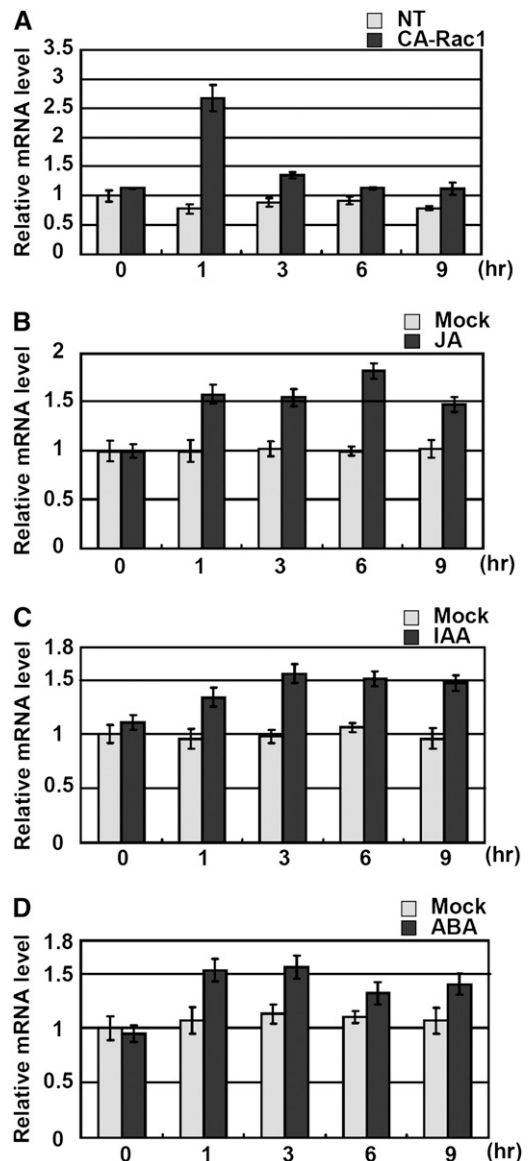 A
NT
CA-Rac1
Relative mRNA level
3.5
3
2.5
2
1.5
1
0.5
0
0 1 3 6 9 (hr)
B
Mock
JA
Relative mRNA level
2
1.5
1
0.5
0
0 1 3 6 9 (hr)
C
Mock
IAA
Relative mRNA level
1.8
1.5
1
0.5
0
0 1 3 6 9 (hr)
D
Mock
ABA
Relative mRNA level
1.8
1.5
1
0.5
0
0 1 3 6 9 (hr)